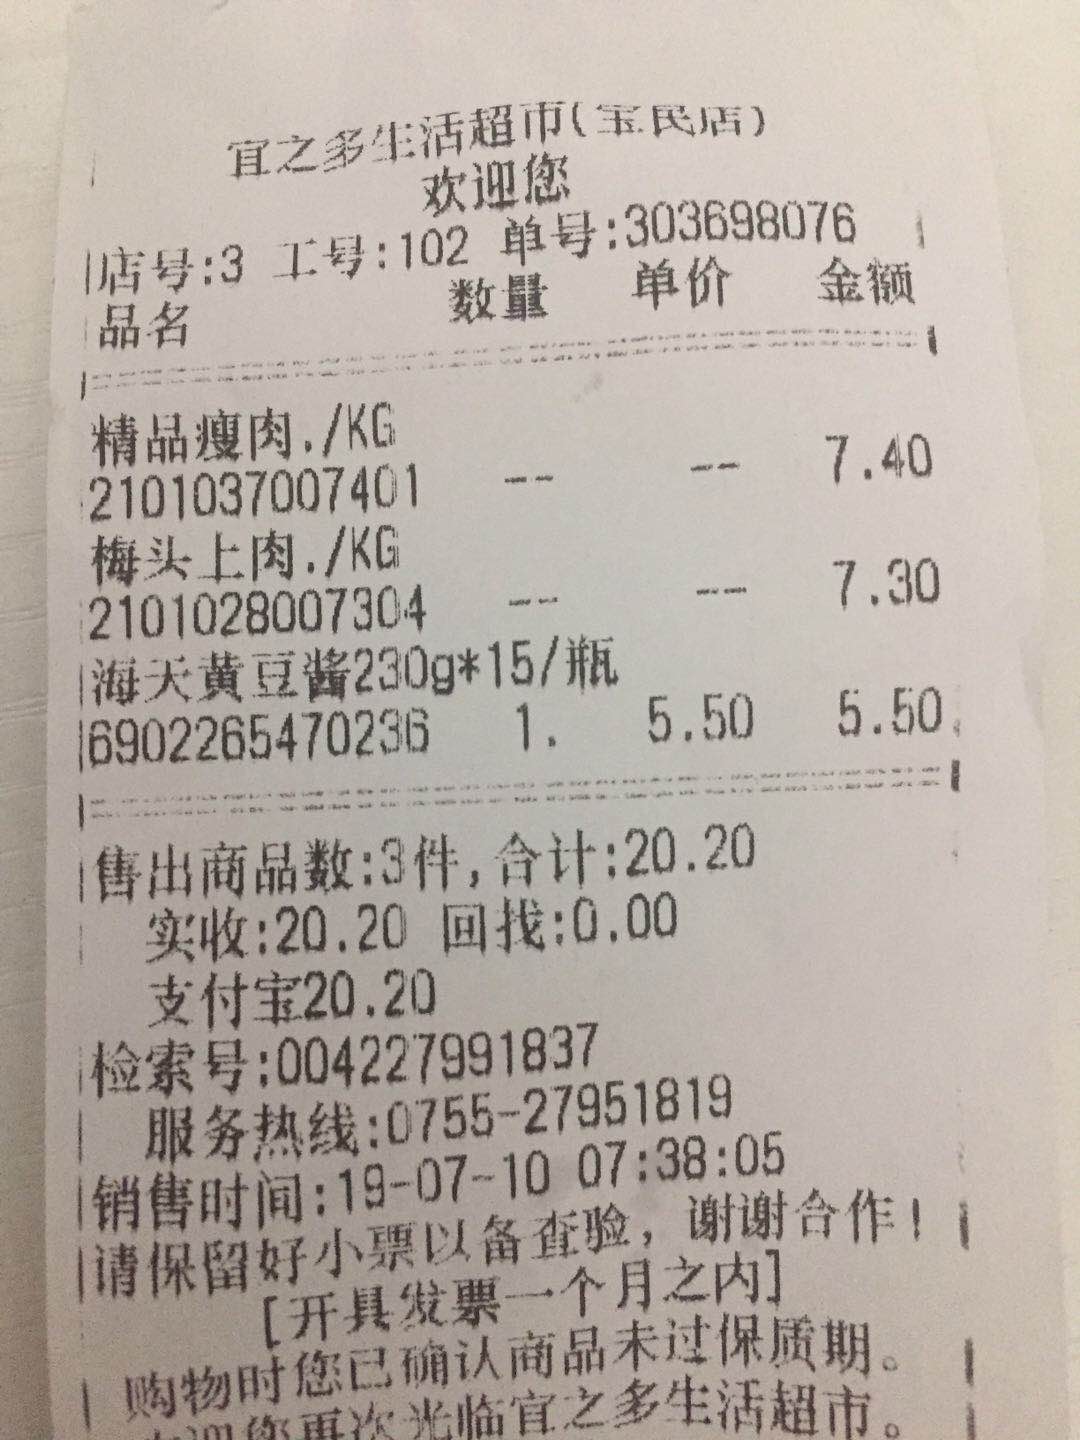 宜之多生活超市(宝民店)
欢迎您
店号:3 工号:102 单号:303698076
品名 数量 单价 金额
精品瘦肉./KG
2101037007401 -- -- 7.40
梅头上肉./KG
2101028007304 -- -- 7.30
海天黄豆酱230g*15/瓶
6902265470236 1. 5.50 5.50
售出商品数:3件,合计:20.20
实收:20.20 回找:0.00
支付宝20.20
检索号:004227991837
服务热线:0755-27951819
销售时间:19-07-10 07:38:05
请保留好小票以备查验，谢谢合作!
[开具发票一个月之内]
购物时您已确认商品未过保质期。
欢迎您再次光临宜之多生活超市。